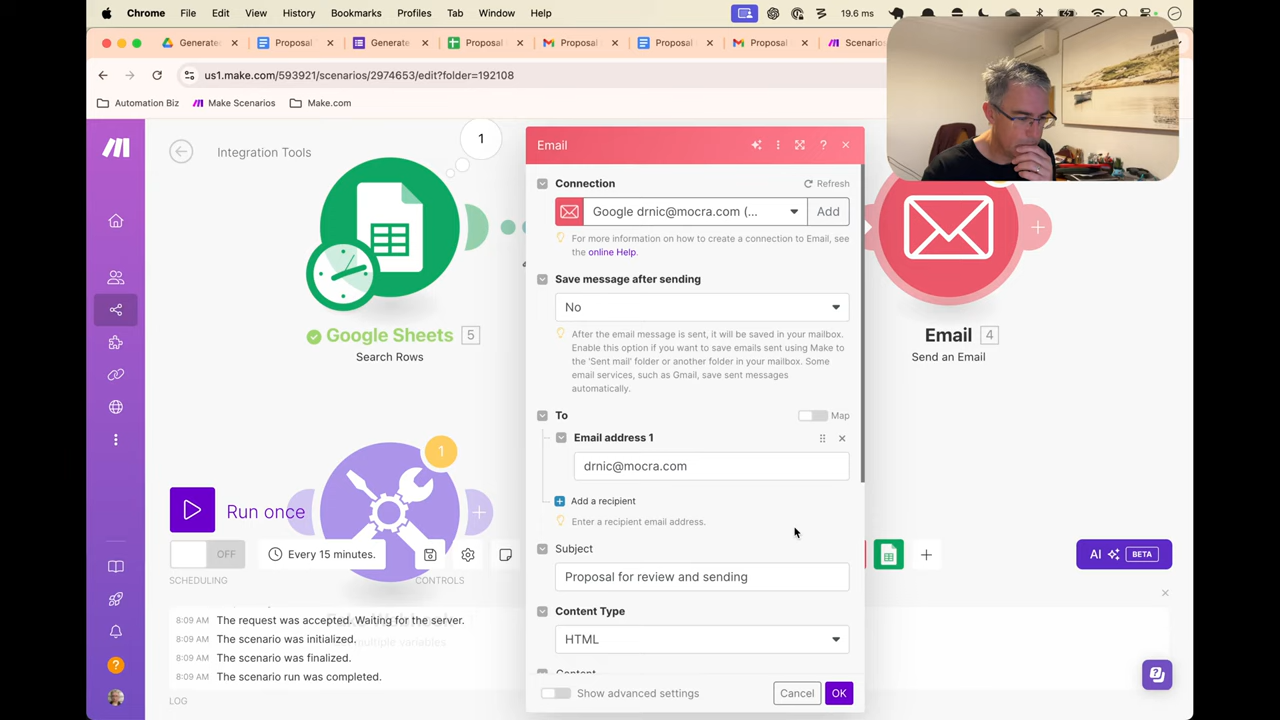 Chrome File Edit View History Bookmarks Profiles Tab Window Help 19.6 ms
Generate Proposal Generate Proposal Proposal Proposal Proposal Scenario
us1.make.com/593921/scenarios/2974653/edit?folder=192108
Automation Biz Make Scenarios Make.com
Integration Tools
1
Google Sheets 5
Search Rows
1
Run once
OFF
Every 15 minutes.
SCHEDULING
CONTROLS
8:09 AM The request was accepted. Waiting for the server.
8:09 AM The scenario was initialized.
8:09 AM The scenario was finalized.
8:09 AM The scenario run was completed.
LOG
Email
Connection Refresh
Google drnic@mocra.com (... Add
For more information on how to create a connection to Email, see
the online Help.
Save message after sending
No
After the email message is sent, it will be saved in your mailbox.
Enable this option if you want to save emails sent using Make to
the 'Sent mail' folder or another folder in your mailbox. Some
email services, such as Gmail, save sent messages
automatically.
To Map
Email address 1
drnic@mocra.com
Add a recipient
Enter a recipient email address.
Subject
Proposal for review and sending
Content Type
HTML
Content
Show advanced settings Cancel OK
Email 4
Send an Email
AI BETA